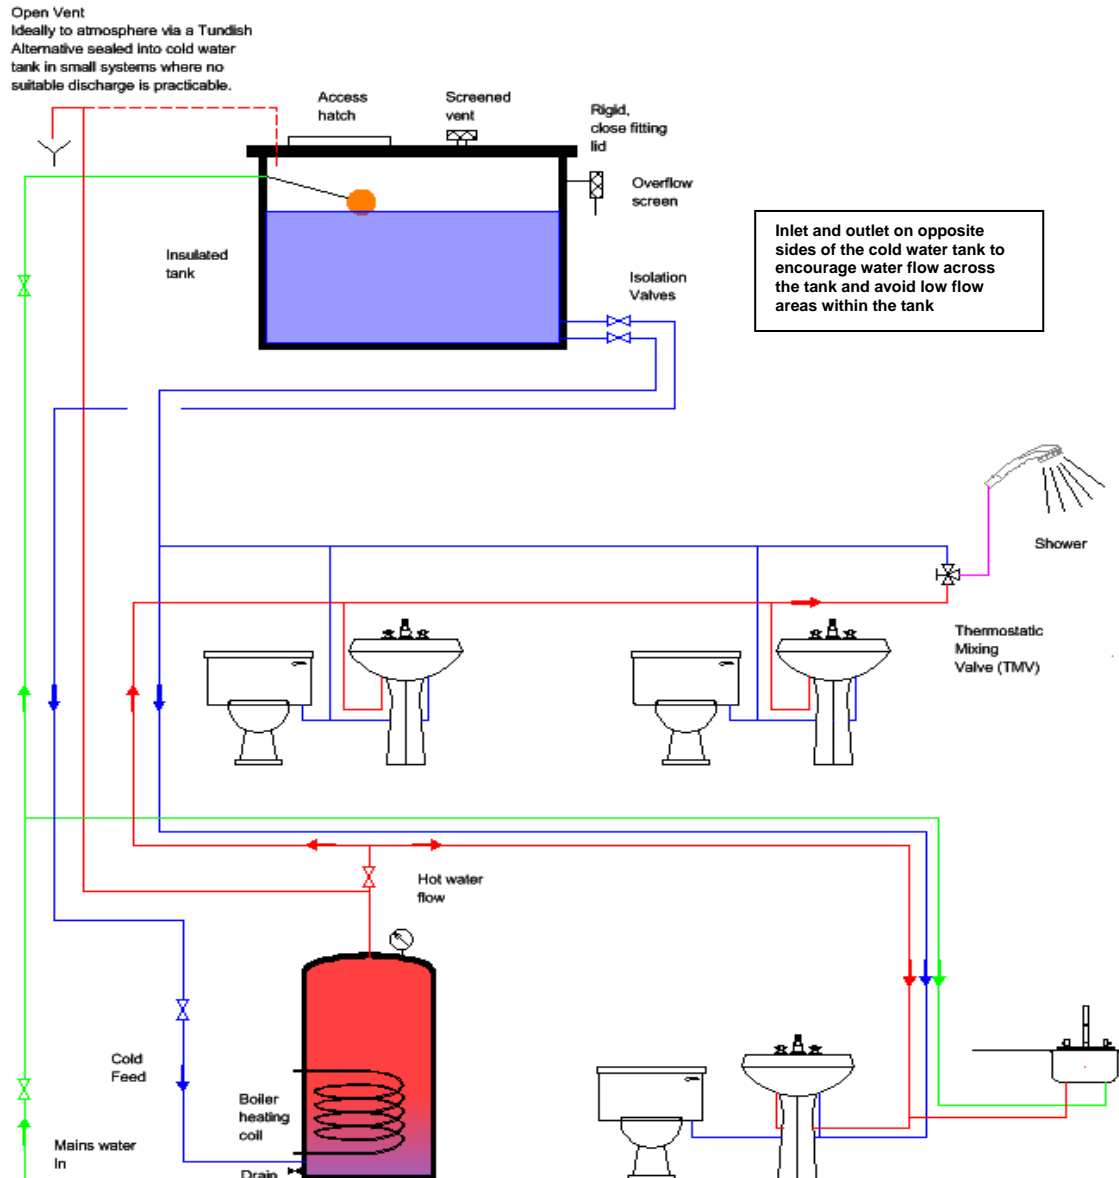 Open Vent
Ideally to atmosphere via a Tundish
Alternative sealed into cold water
tank in small systems where no
suitable discharge is practicable.
Access
hatch
Screened
vent
Rigid,
close fitting
lid
Overflow
screen
Insulated
tank
Isolation
Valves
Inlet and outlet on opposite
sides of the cold water tank to
encourage water flow across
the tank and avoid low flow
areas within the tank
Shower
Thermostatic
Mixing
Valve (TMV)
Hot water
flow
Cold
Feed
Boiler
heating
coil
Mains water
In
Drain